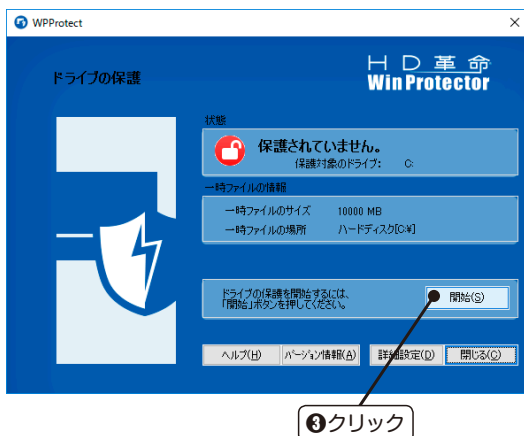 WPProtect
ドライブの保護
HD革命
WinProtector
状態
保護されていません。
保護対象のドライブ: C:
一時ファイルの情報
一時ファイルのサイズ 10000 MB
一時ファイルの場所 ハードディスク[C:¥]
ドライブの保護を開始するには、
「開始」ボタンを押してください。
開始(S)
ヘルプ(H) バージョン情報(A) 詳細設定(D) 閉じる(C)
❸クリック